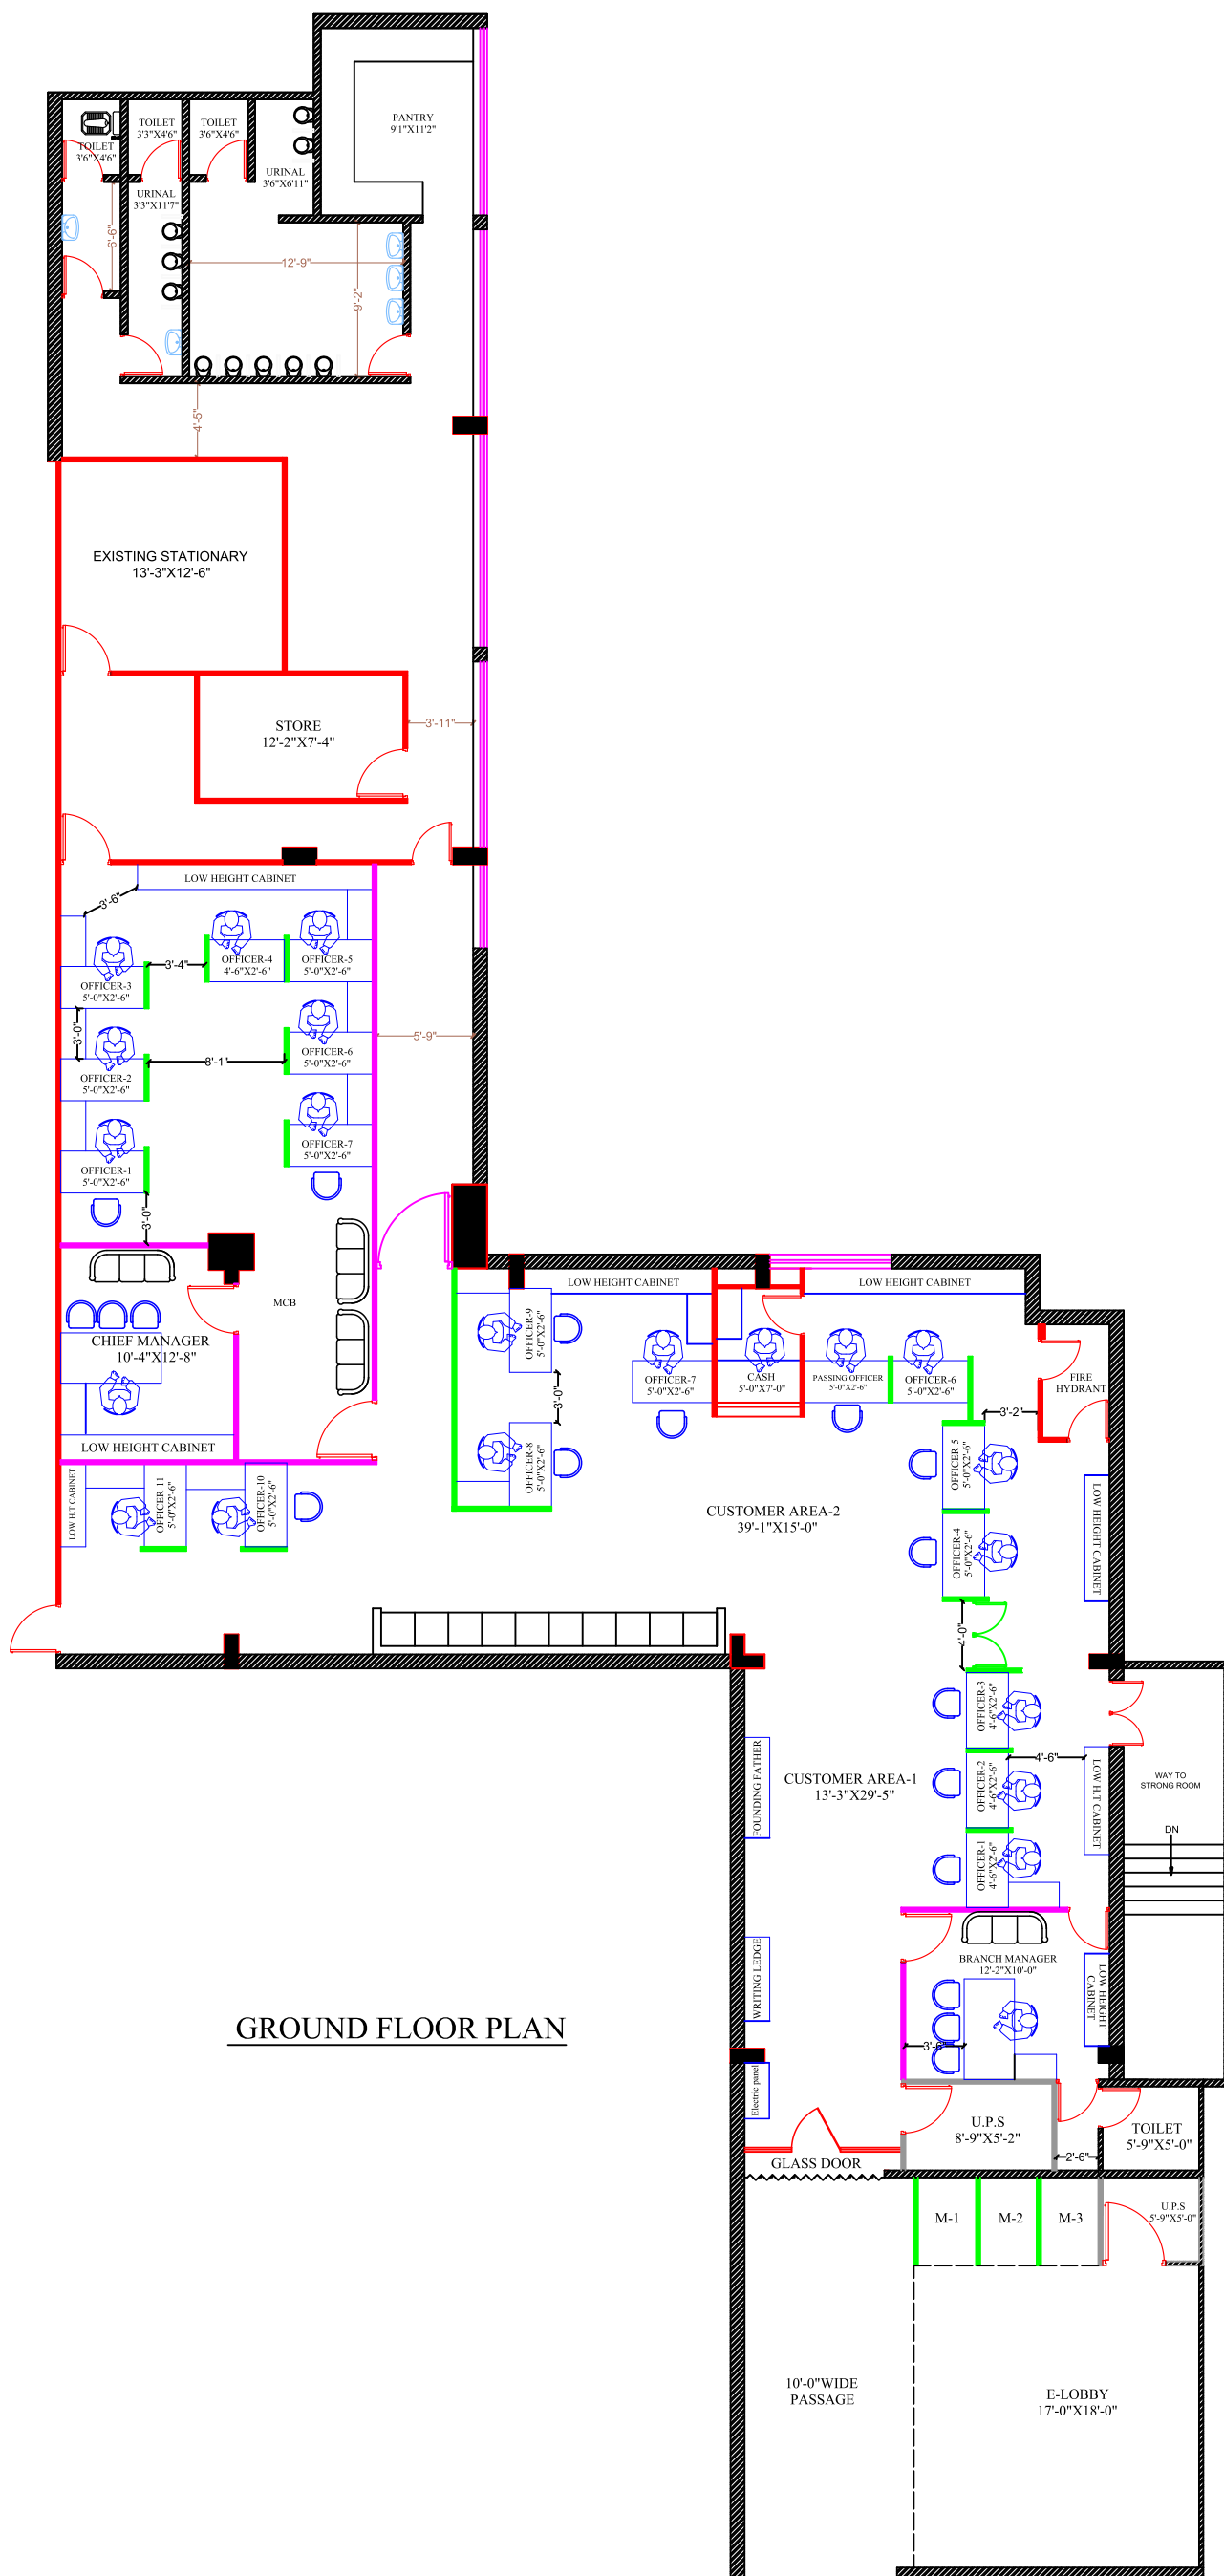 PANTRY
9'1"X11'2"
TOILET
3'6"X4'6"
TOILET
3'3"X4'6"
TOILET
3'6"X4'6"
URINAL
3'6"X6'11"
URINAL
3'3"X11'7"
6'-6"
12'-9"
9'-2"
4'-5"
EXISTING STATIONARY
13'-3"X12'-6"
STORE
12'-2"X7'-4"
3'-11"
LOW HEIGHT CABINET
3'-6"
3'-4"
OFFICER-4
4'-6"X2'-6"
OFFICER-5
5'-0"X2'-6"
OFFICER-3
5'-0"X2'-6"
3'-0"
5'-9"
8'-1"
OFFICER-6
5'-0"X2'-6"
OFFICER-2
5'-0"X2'-6"
OFFICER-7
5'-0"X2'-6"
OFFICER-1
5'-0"X2'-6"
3'-0"
MCB
CHIEF MANAGER
10'-4"X12'-8"
LOW HEIGHT CABINET
LOW H.T CABINET
OFFICER-11
5'-0"X2'-6"
OFFICER-10
5'-0"X2'-6"
LOW HEIGHT CABINET
LOW HEIGHT CABINET
OFFICER-9
5'-0"X2'-6"
3'-0"
OFFICER-8
5'-0"X2'-6"
OFFICER-7
5'-0"X2'-6"
CASH
5'-0"X7'-0"
PASSING OFFICER
5'-0"X2'-6"
OFFICER-6
5'-0"X2'-6"
FIRE
HYDRANT
3'-2"
OFFICER-5
5'-0"X2'-6"
CUSTOMER AREA-2
39'-1"X15'-0"
OFFICER-4
5'-0"X2'-6"
LOW HEIGHT CABINET
4'-0"
OFFICER-3
4'-6"X2'-6"
FOUNDING FATHER
CUSTOMER AREA-1
13'-3"X29'-5"
OFFICER-2
4'-6"X2'-6"
4'-6"
LOW H.T CABINET
WAY TO
STRONG ROOM
DN
OFFICER-1
4'-6"X2'-6"
WRITING LEDGE
BRANCH MANAGER
12'-2"X10'-0"
LOW HEIGHT
CABINET
GROUND FLOOR PLAN
3'-6"
Electric panel
U.P.S
8'-9"X5'-2"
TOILET
5'-9"X5'-0"
2'-6"
GLASS DOOR
M-1
M-2
M-3
U.P.S
5'-9"X5'-0"
10'-0"WIDE
PASSAGE
E-LOBBY
17'-0"X18'-0"